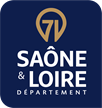 71
SAÔNE
& LOIRE
DÉPARTEMENT